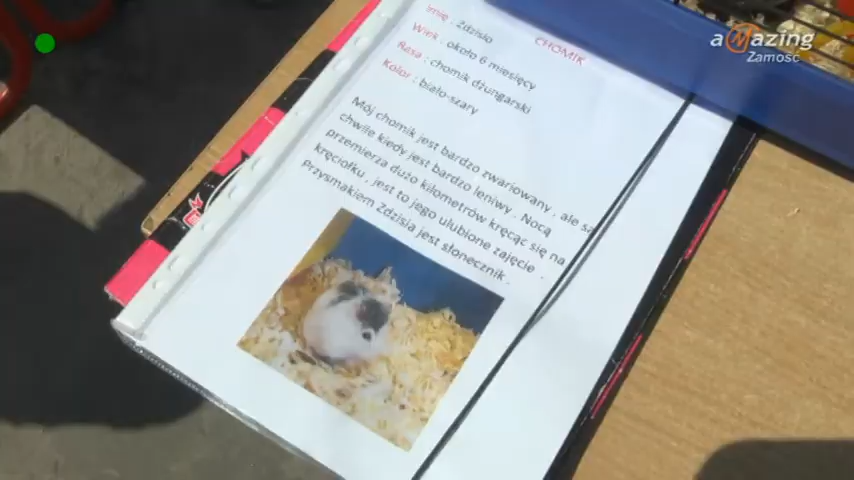 aMazing
Zamość
CHOMIK
Imię : Zdzisio
Wiek : około 6 miesięcy
Rasa : chomik dżungarski
Kolor : biało-szary
Mój chomik jest bardzo zwariowany , ale są
chwile kiedy jest bardzo leniwy . Nocą
przemierza dużo kilometrów kręcąc się na
kręciołku , jest to jego ulubione zajęcie .
Przysmakiem Zdzisia jest słonecznik .